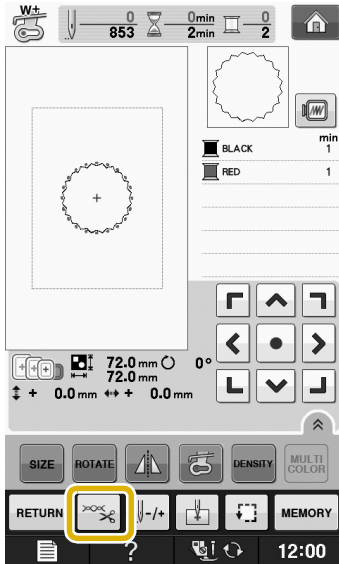 W+
0 0min 0
853 2min 2
min
BLACK 1
RED 1
72.0 mm 0°
72.0 mm
+ 0.0 mm + 0.0 mm
SIZE ROTATE DENSITY MULTI COLOR
RETURN -/+ MEMORY
? 12:00